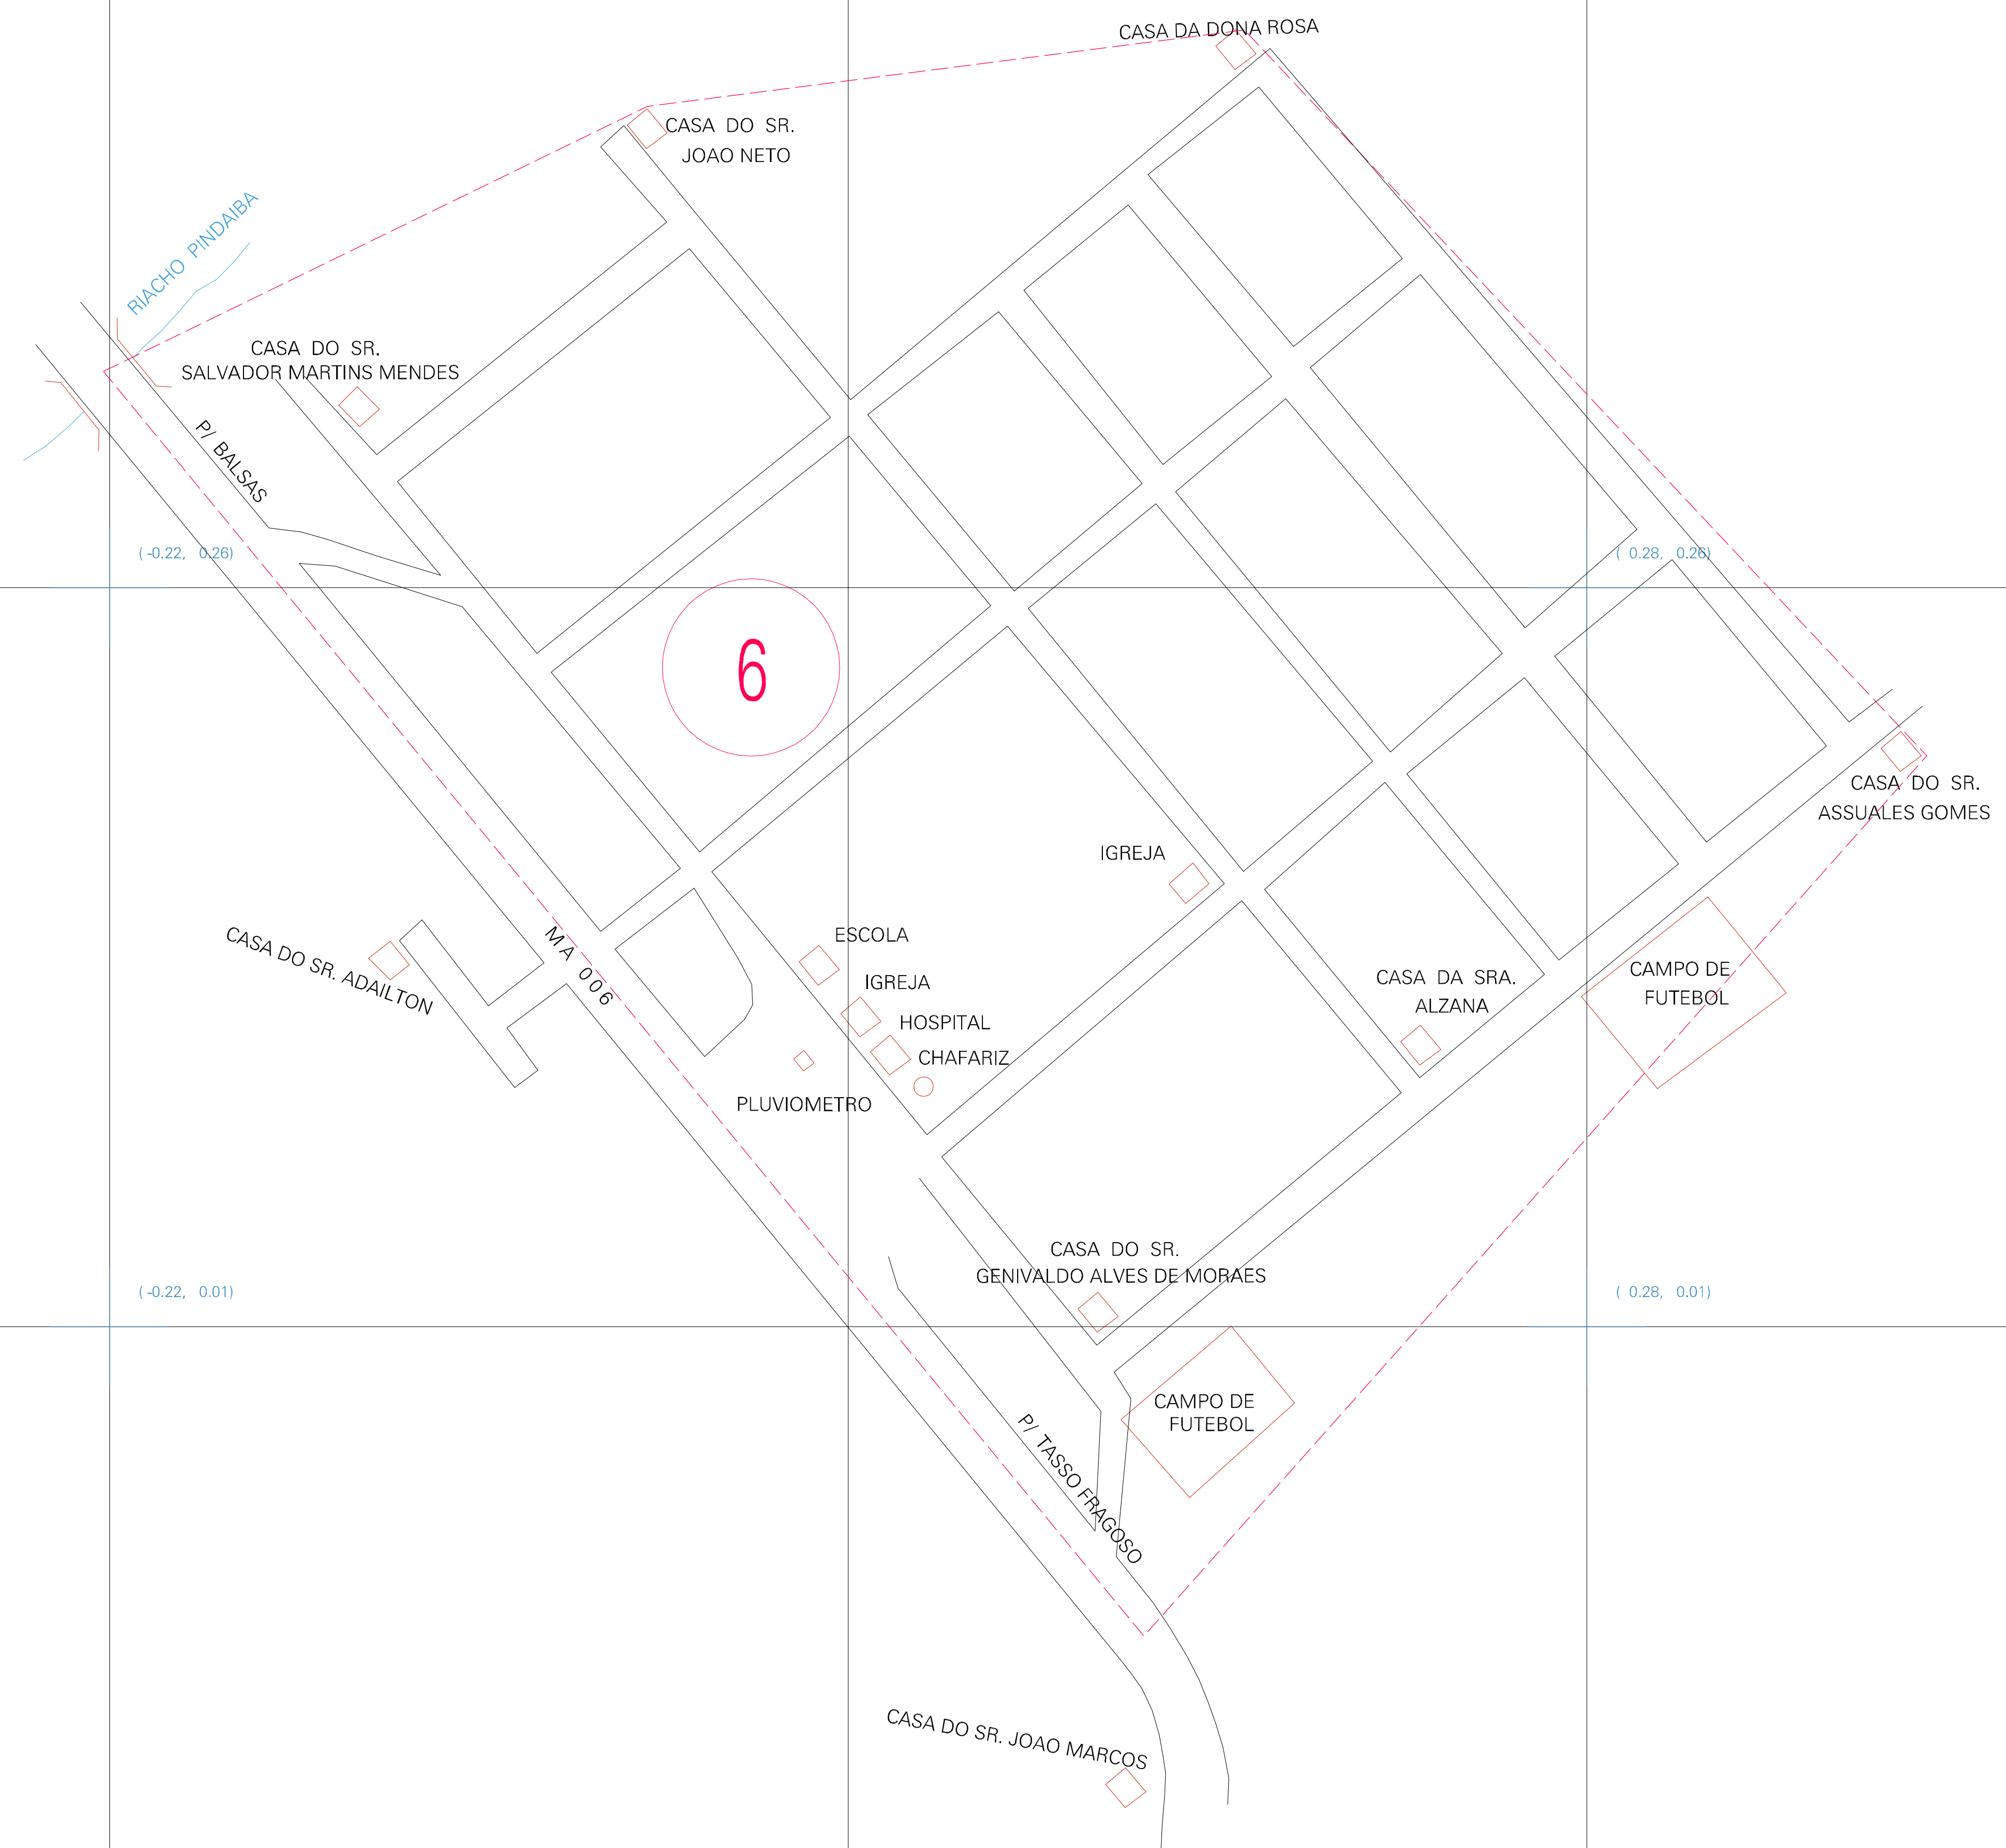 CASA DA DONA ROSA
CASA DO SR.
JOAO NETO
RIACHO PINDAIBA
CASA DO SR.
SALVADOR MARTINS MENDES
P/ BALSAS
( -0.22, 0.26)
( 0.28, 0.26)
6
CASA DO SR.
ASSUALES GOMES
IGREJA
ESCOLA
CASA DO SR. ADAILTON
MA 006
IGREJA
HOSPITAL
CHAFARIZ
PLUVIOMETRO
CASA DA SRA.
ALZANA
CAMPO DE
FUTEBOL
CASA DO SR.
GENIVALDO ALVES DE MORAES
( -0.22, 0.01)
( 0.28, 0.01)
CAMPO DE
FUTEBOL
P/ TASSO FRAGOSO
CASA DO SR. JOAO MARCOS